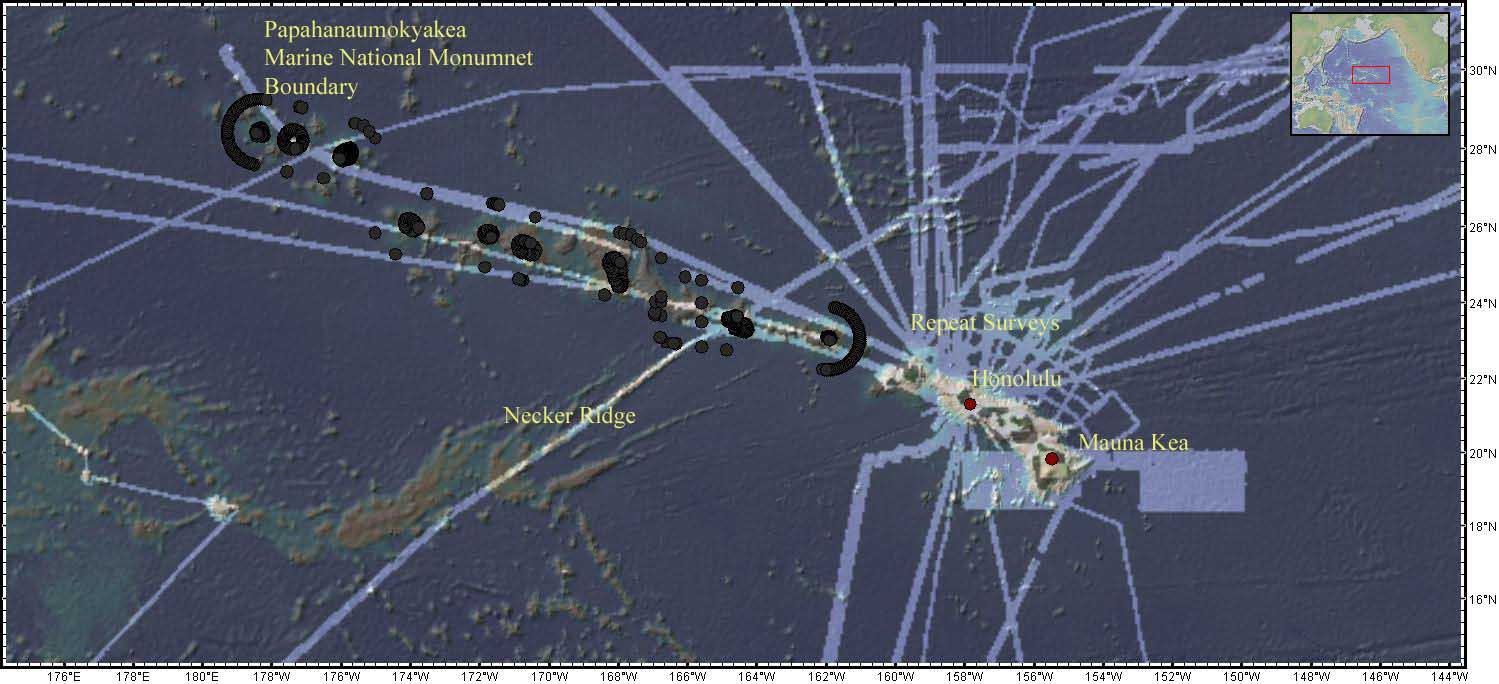 Papahanaumokyakea
Marine National Monumnet
Boundary
30°N
28°N
26°N
24°N
Repeat Surveys
22°N
Honolulu
Necker Ridge
Mauna Kea
20°N
18°N
16°N
176°E 178°E 180°E 178°W 176°W 174°W 172°W 170°W 168°W 166°W 164°W 162°W 160°W 158°W 156°W 154°W 152°W 150°W 148°W 146°W 144°W